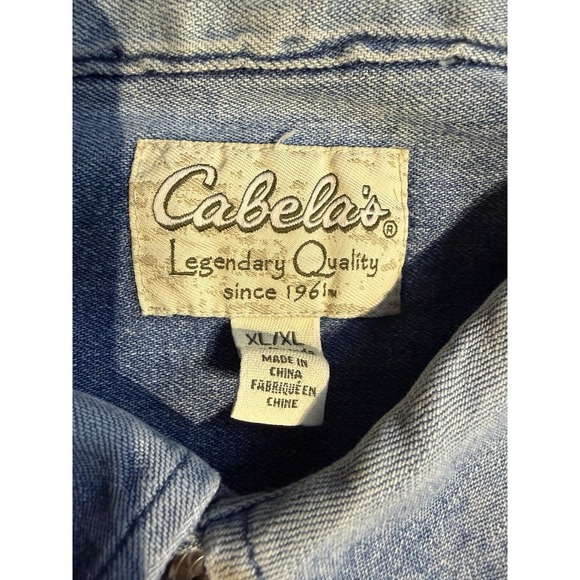 Cabela's®
Legendary Quality
since 1961™
XL/XL
MADE IN
CHINA
FABRIQUÉ EN
CHINE